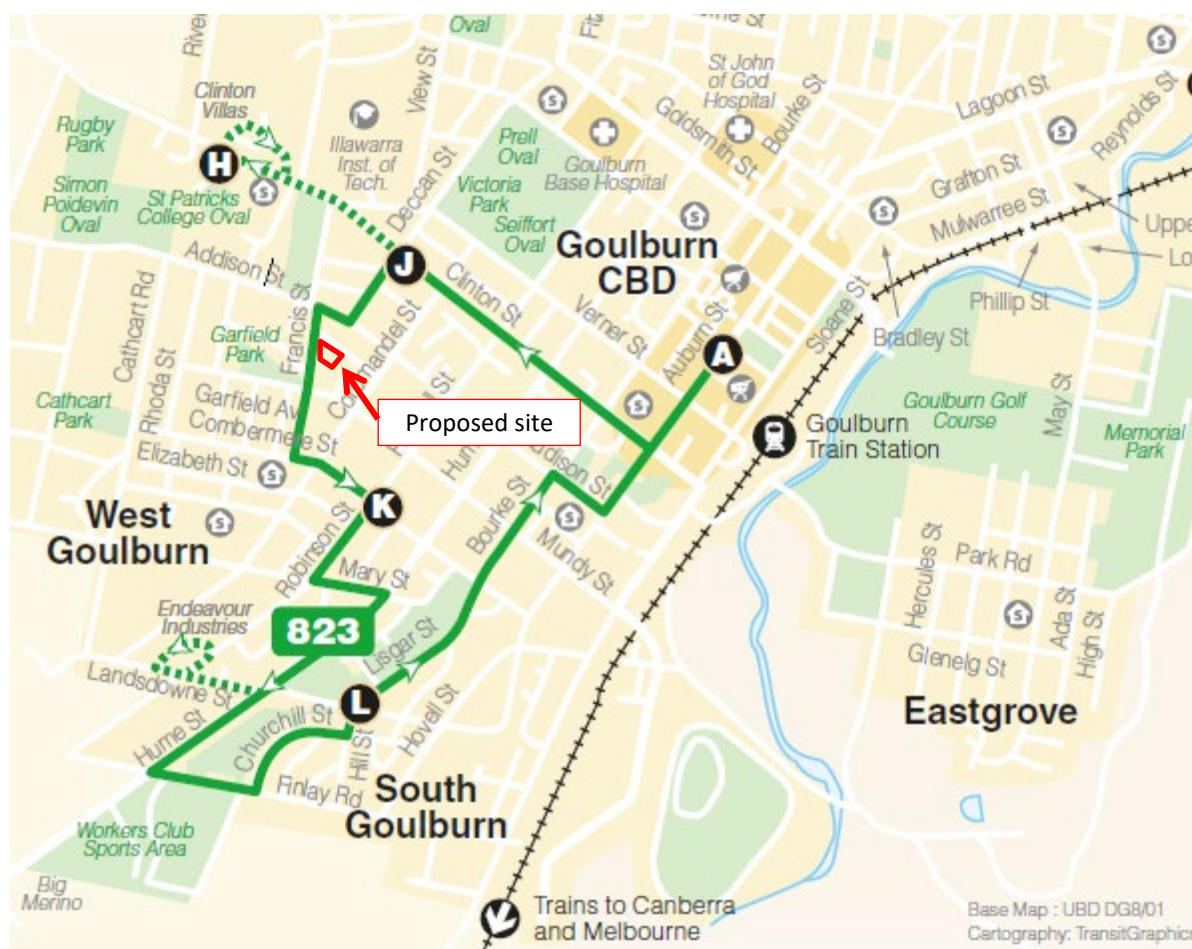 Oval
Clinton
Villas
Rugby
Park
H
Simon
Poidevin
Oval
St Patricks
College Oval
Illawarra
Inst. of
Tech.
View St
Deccan St
Prell
Oval
Victoria
Park
Seiffort
Oval
Goulburn
Base Hospital
St John
of God
Hospital
Goldsmith St
Bourke St
Lagoon St
Reynolds St
Grafton St
Mulwarree St
Phillip St
Bradley St
Sloane St
Goulburn
CBD
Verner St
Auburn St
A
J
Clinton St
Addison St
Cathcart Rd
Rhoda St
Garfield
Park
Francis St
Cathcart
Park
Garfield Av
Combermere St
Elizabeth St
Proposed site
Goulburn
Train Station
Goulburn Golf
Course
May St
Memorial
Park
West
Goulburn
K
Robinson St
Mary St
Bourke St
Mundy St
Endeavour
Industries
823
Landsdowne St
Lisgar St
L
Hume St
Churchill St
Hill St
Hovell St
Finlay Rd
South
Goulburn
Workers Club
Sports Area
Big
Merino
Park Rd
Hercules St
Ada St
High St
Glenelg St
Eastgrove
Trains to Canberra
and Melbourne
Base Map : UBD DG8/01